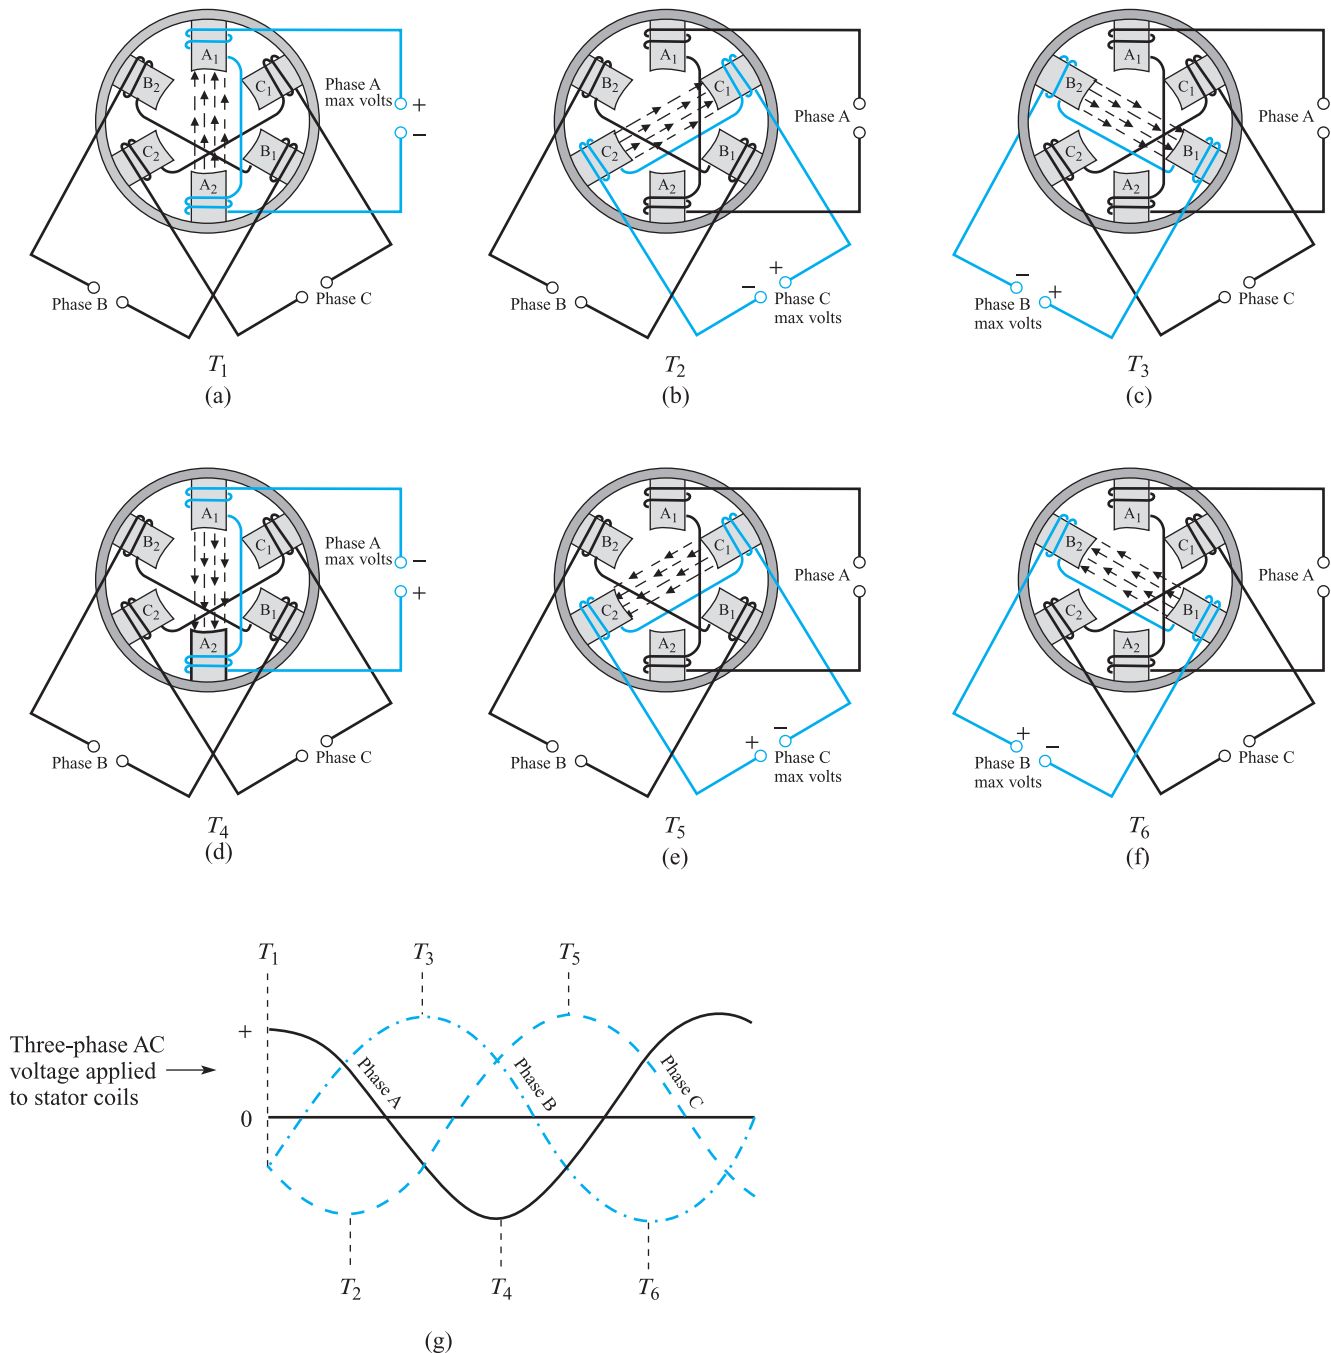 A₁
B₂
C₁
C₂
B₁
A₂
Phase A
max volts
+
−
Phase B
Phase C
T₁
(a)
A₁
B₂
C₁
C₂
B₁
A₂
Phase A
Phase B
+
−
Phase C
max volts
T₂
(b)
A₁
B₂
C₁
C₂
B₁
A₂
Phase A
−
+
Phase B
max volts
Phase C
T₃
(c)
A₁
B₂
C₁
C₂
B₁
A₂
Phase A
max volts
−
+
Phase B
Phase C
T₄
(d)
A₁
B₂
C₁
C₂
B₁
A₂
Phase A
Phase B
−
+
Phase C
max volts
T₅
(e)
A₁
B₂
C₁
C₂
B₁
A₂
Phase A
+
−
Phase B
max volts
Phase C
T₆
(f)
T₁
T₃
T₅
+
Three-phase AC
voltage applied
to stator coils
0
Phase A
Phase B
Phase C
T₂
T₄
T₆
(g)